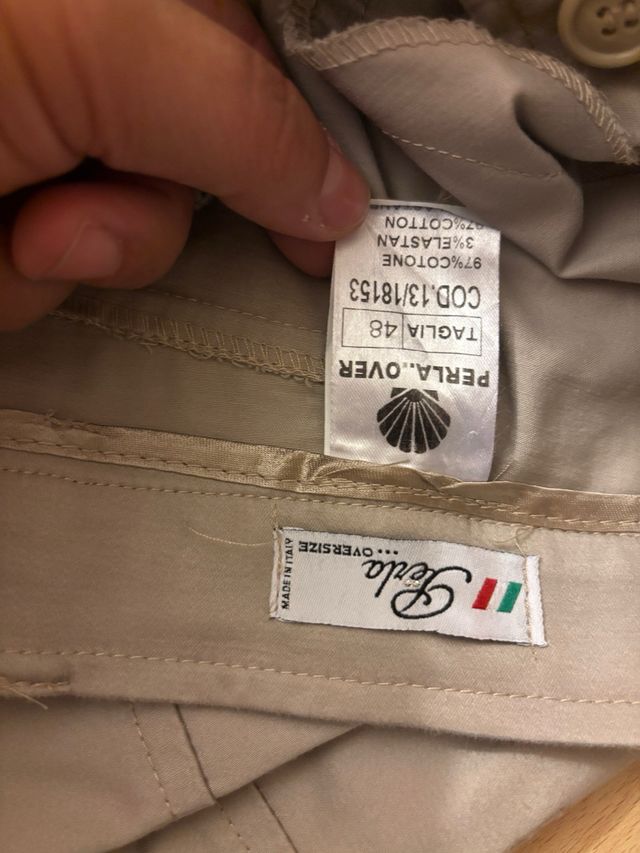 PERLA..OVER
TAGLIA 48
COD.13/18153
97%COTONE
3%ELASTAN
97%COTTON
Perla
... OVERSIZE
MADE IN ITALY